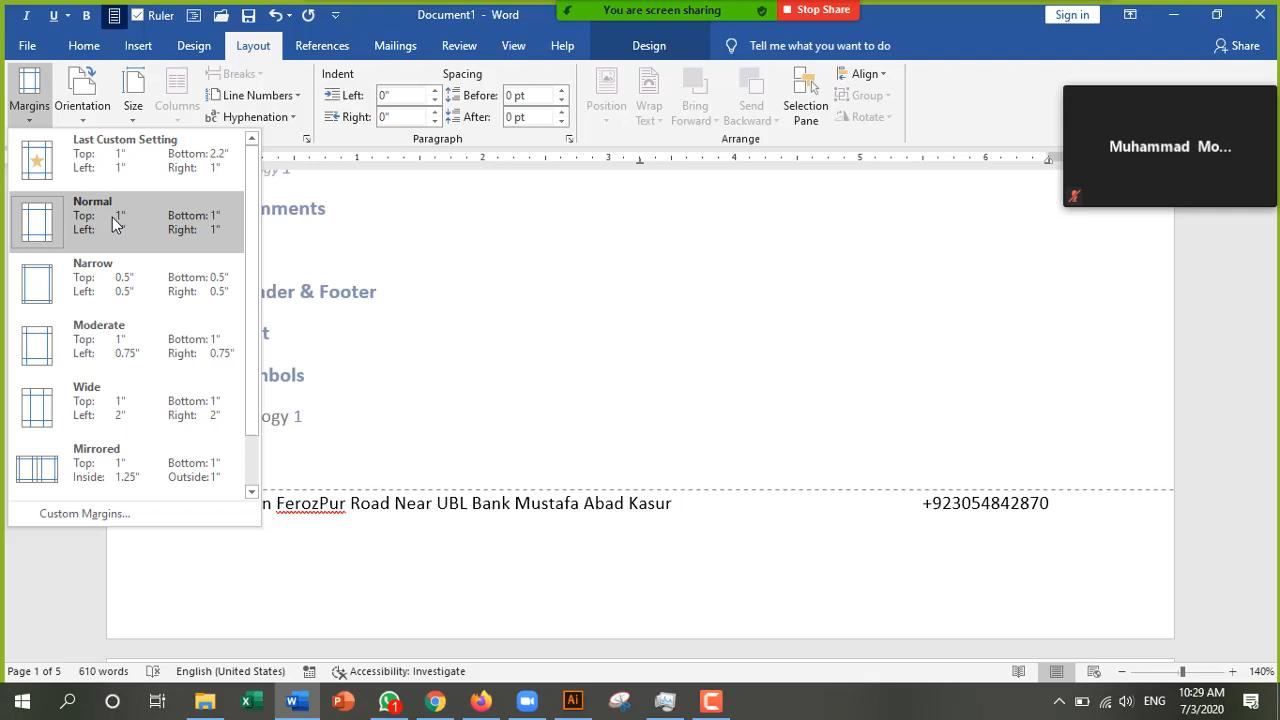 Ruler
Document1 - Word
You are screen sharing
Stop Share
Sign in
File
Home
Insert
Design
Layout
References
Mailings
Review
View
Help
Design
Tell me what you want to do
Share
Margins
Orientation
Size
Columns
Breaks
Line Numbers
Hyphenation
Indent
Left: 0"
Right: 0"
Spacing
Before: 0 pt
After: 0 pt
Paragraph
Position
Wrap Text
Bring Forward
Send Backward
Selection Pane
Align
Group
Rotate
Arrange
Last Custom Setting
Top: 1" Bottom: 2.2"
Left: 1" Right: 1"
Normal
Top: 1" Bottom: 1"
Left: Right: 1"
Narrow
Top: 0.5" Bottom: 0.5"
Left: 0.5" Right: 0.5"
Moderate
Top: 1" Bottom: 1"
Left: 0.75" Right: 0.75"
Wide
Top: 1" Bottom: 1"
Left: 2" Right: 2"
Mirrored
Top: 1" Bottom: 1"
Inside: 1.25" Outside: 1"
Custom Margins...
1 2 3 4 5 6
Muhammad Mo...
mments
der & Footer
t
nbols
ogy 1
n FerozPur Road Near UBL Bank Mustafa Abad Kasur +923054842870
Page 1 of 5
610 words
English (United States)
Accessibility: Investigate
140%
ENG
10:29 AM
7/3/2020